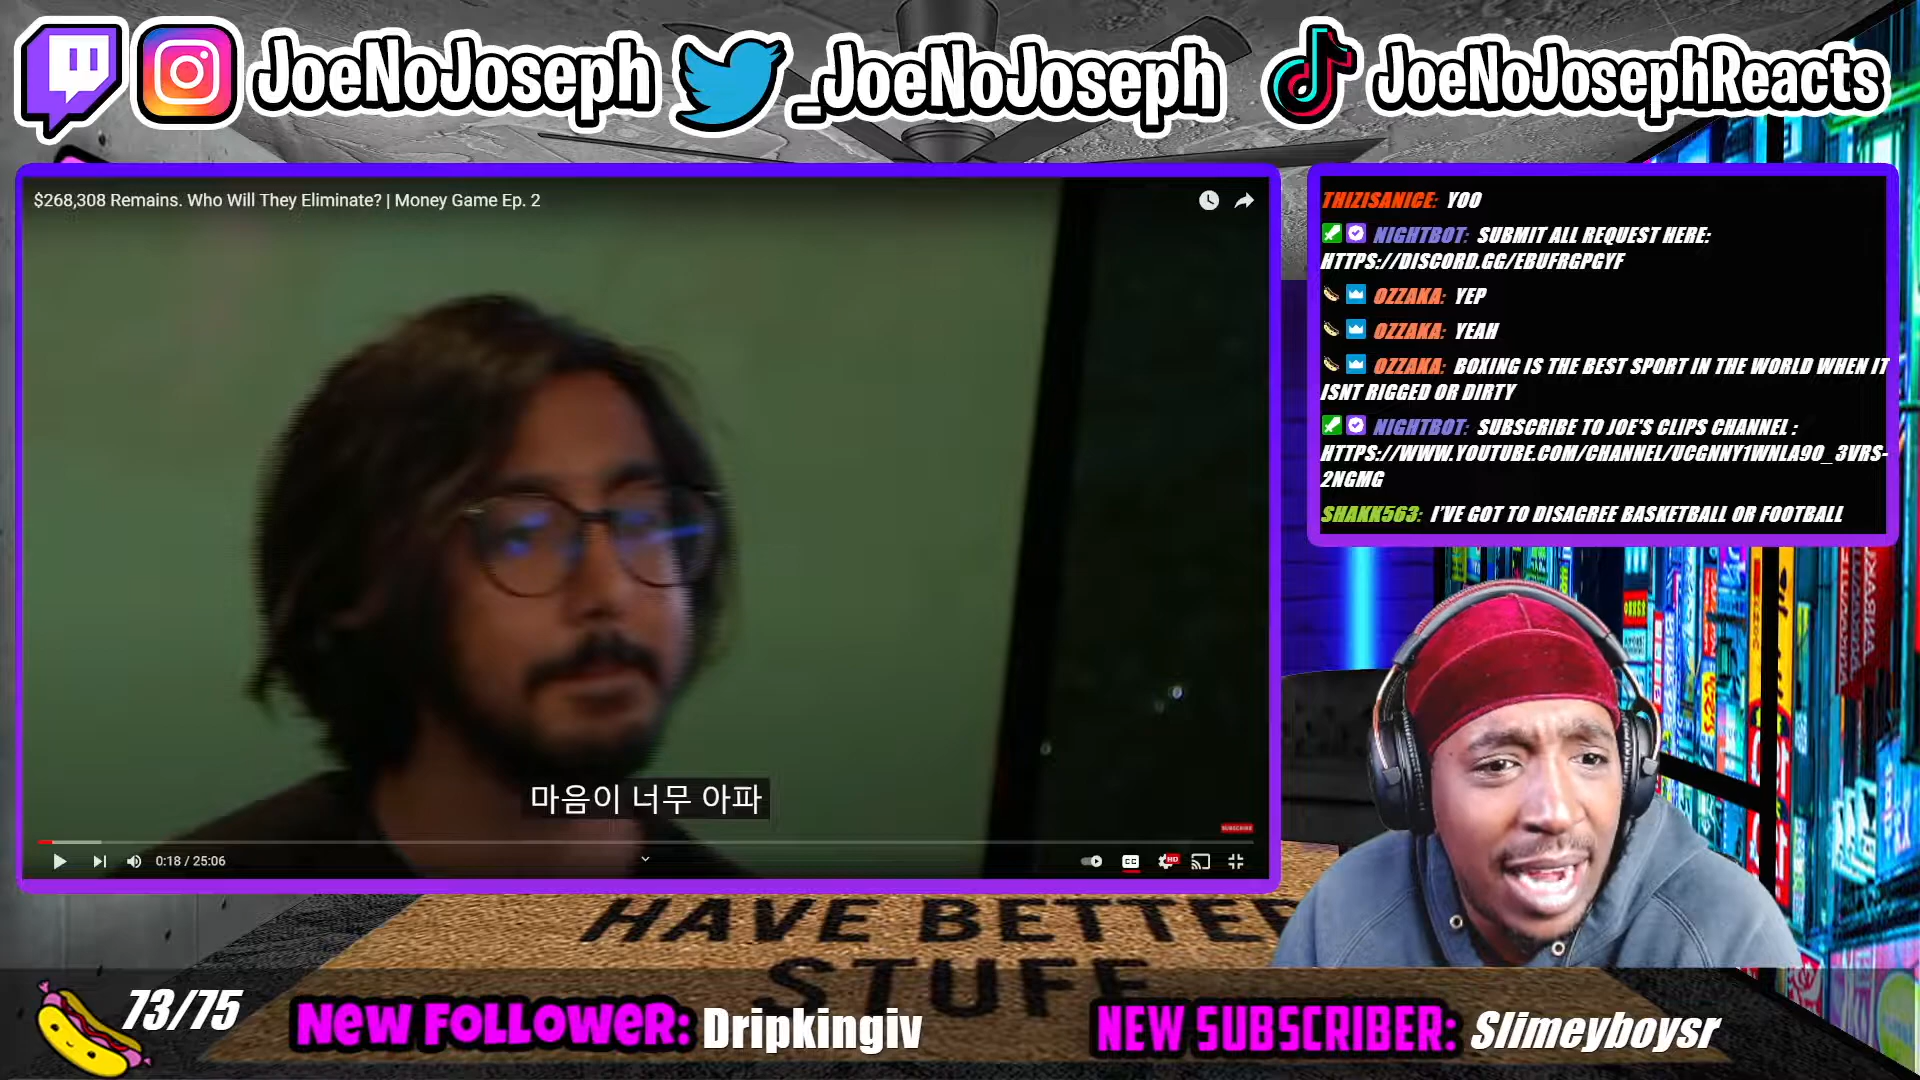 JoeNoJoseph
_JoeNoJoseph
JoeNoJosephReacts
$268,308 Remains. Who Will They Eliminate? | Money Game Ep. 2
마음이 너무 아파
SUBSCRIBE
0:18 / 25:06
CC
HD
THIZISANICE: YOO
NIGHTBOT: SUBMIT ALL REQUEST HERE:
HTTPS://DISCORD.GG/EBUFRGPGYF
OZZAKA: YEP
OZZAKA: YEAH
OZZAKA: BOXING IS THE BEST SPORT IN THE WORLD WHEN IT
ISNT RIGGED OR DIRTY
NIGHTBOT: SUBSCRIBE TO JOE'S CLIPS CHANNEL :
HTTPS://WWW.YOUTUBE.COM/CHANNEL/UCGNNY1WNLA9O_3VRS-
2NGMG
SHAKK563: I'VE GOT TO DISAGREE BASKETBALL OR FOOTBALL
HAVE BETTE
STUFF
73/75
NEW FOLLOWER: Dripkingiv
NEW SUBSCRIBER: Slimeyboysr